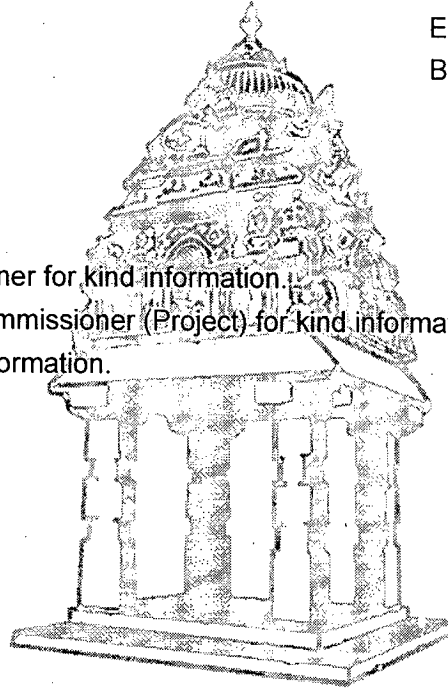 E
B
ner for kind information.
mmissioner (Project) for kind informa
ormation.